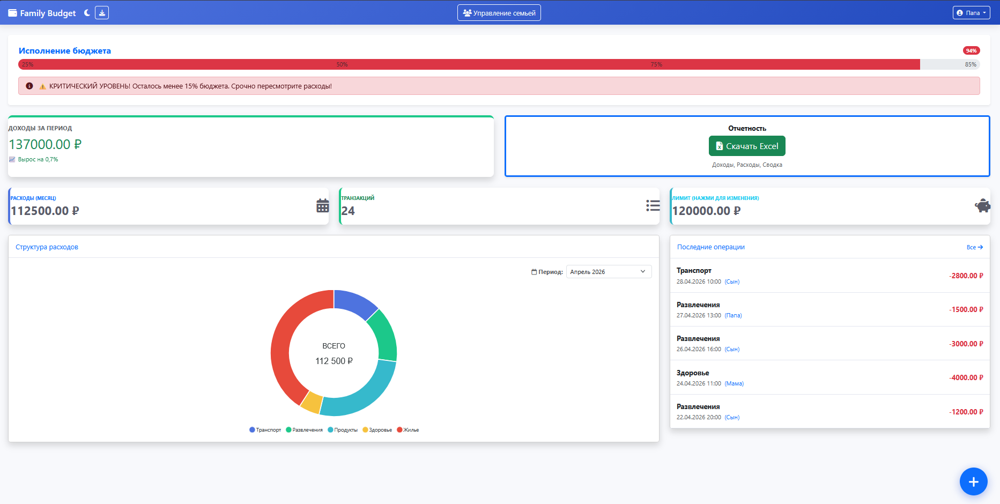 Family Budget
Управление семьей
Папа
Исполнение бюджета
94%
25% 50% 75% 85%
⚠️ КРИТИЧЕСКИЙ УРОВЕНЬ! Осталось менее 15% бюджета. Срочно пересмотрите расходы!
ДОХОДЫ ЗА ПЕРИОД
137000.00 ₽
📈 Вырос на 0,7%
Отчетность
Скачать Excel
Доходы, Расходы, Сводка
РАСХОДЫ (МЕСЯЦ)
112500.00 ₽
ТРАНЗАКЦИЙ
24
ЛИМИТ (НАЖМИ ДЛЯ ИЗМЕНЕНИЯ)
120000.00 ₽
Структура расходов
Период: Апрель 2026
ВСЕГО
112 500 ₽
Транспорт Развлечения Продукты Здоровье Жилье
Последние операции
Все →
Транспорт
28.04.2026 10:00 (Сын)
-2800.00 ₽
Развлечения
27.04.2026 13:00 (Папа)
-1500.00 ₽
Развлечения
26.04.2026 16:00 (Сын)
-3000.00 ₽
Здоровье
24.04.2026 11:00 (Мама)
-4000.00 ₽
Развлечения
22.04.2026 20:00 (Сын)
-1200.00 ₽